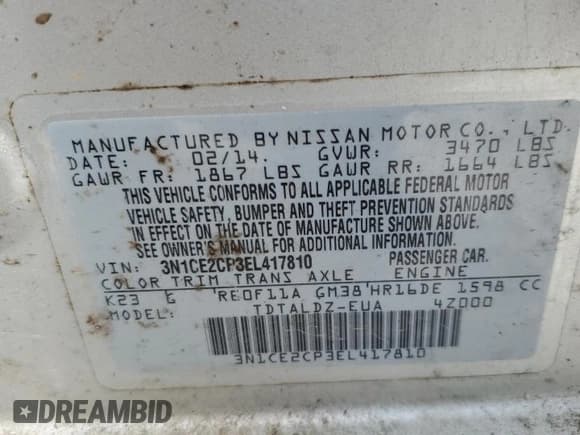 MANUFACTURED BY NISSAN MOTOR CO., LTD.
DATE: 02/14. GVWR: 3470 LBS
GAWR FR: 1867 LBS GAWR RR: 1664 LBS
THIS VEHICLE CONFORMS TO ALL APPLICABLE FEDERAL MOTOR
VEHICLE SAFETY, BUMPER AND THEFT PREVENTION STANDARDS
IN EFFECT ON THE DATE OF MANUFACTURE SHOWN ABOVE.
SEE OWNER'S MANUAL FOR ADDITIONAL INFORMATION
VIN: 3N1CE2CP3EL417810 PASSENGER CAR.
COLOR TRIM TRANS AXLE ENGINE
K23 G RE0F11A GM38 HR16DE 1598 CC
MODEL: TDTALDZ-EUA 4Z000
3N1CE2CP3EL417810
DREAMBID